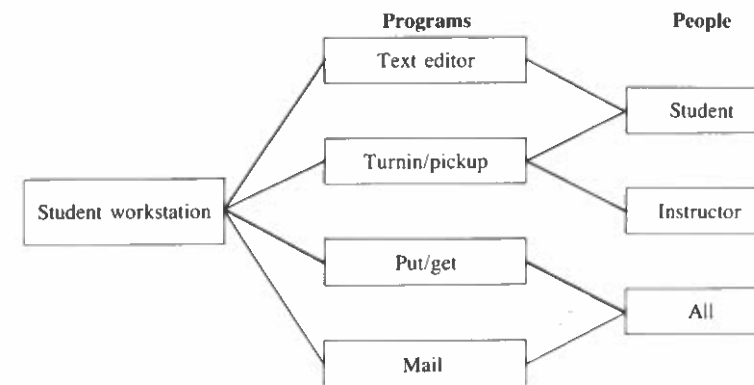 Programs
People
Text editor
Student
Turnin/pickup
Student workstation
Instructor
Put/get
All
Mail